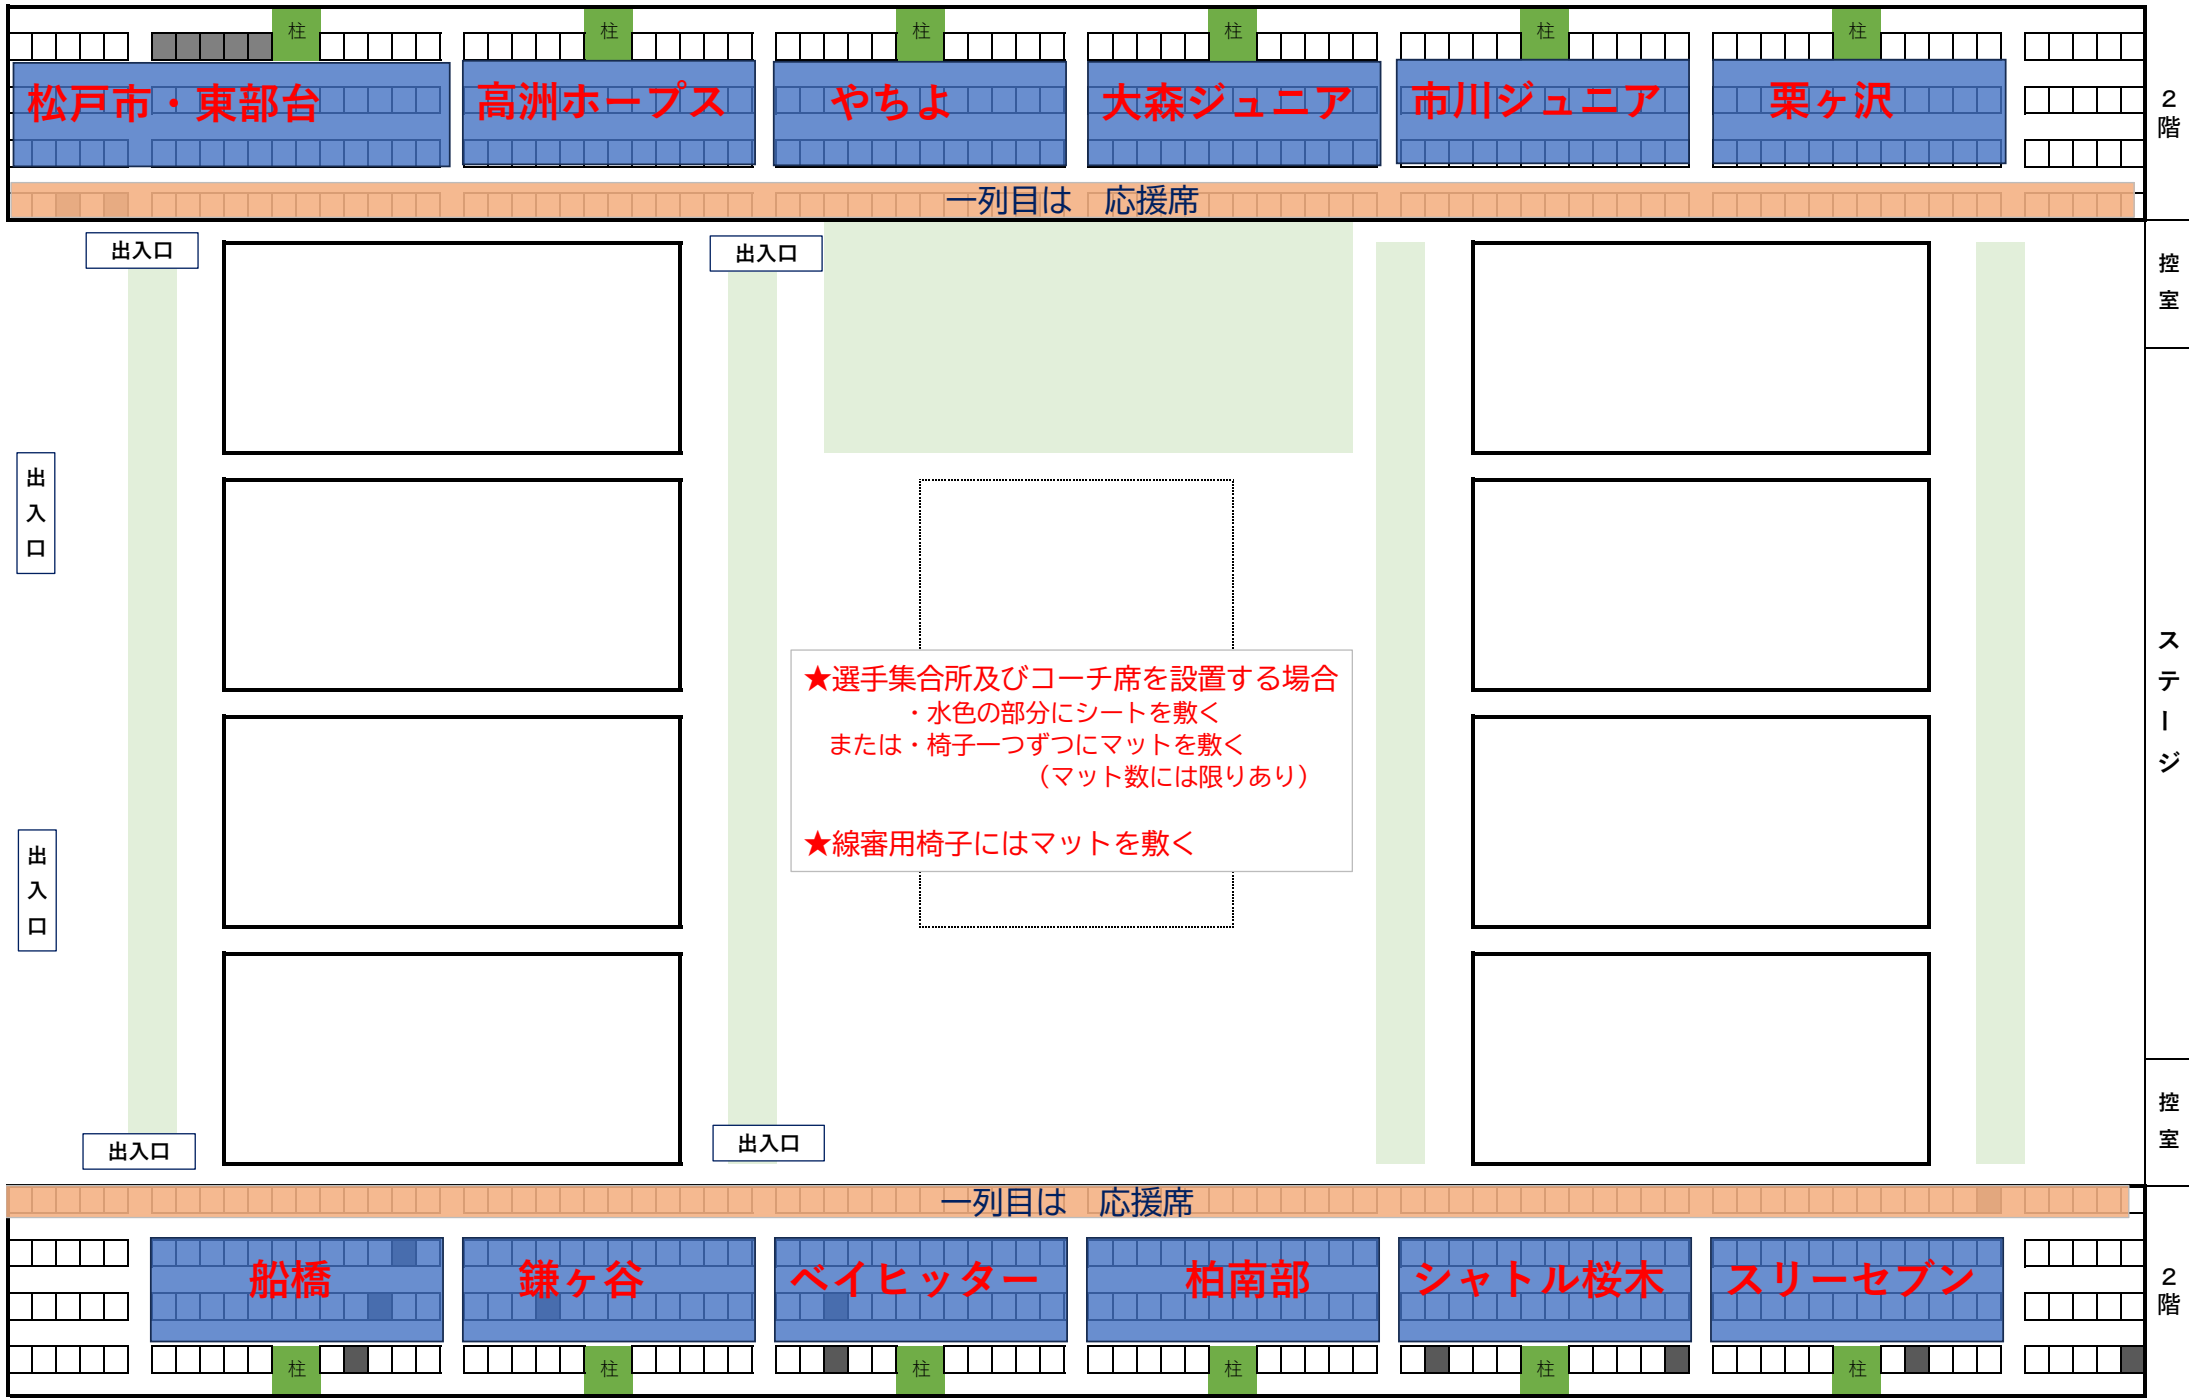 柱 柱 柱 柱 柱 柱
松戸市・東部台 高洲ホープス やちよ 大森ジュニア 市川ジュニア 栗ヶ沢
2階
一列目は　応援席
出入口 出入口
控室
出入口
★選手集合所及びコーチ席を設置する場合
・水色の部分にシートを敷く
または・椅子一つずつにマットを敷く
（マット数には限りあり）
★線審用椅子にはマットを敷く
ステージ
出入口
出入口 出入口
控室
一列目は　応援席
船橋 鎌ヶ谷 ベイヒッター 柏南部 シャトル桜木 スリーセブン
2階
柱 柱 柱 柱 柱 柱